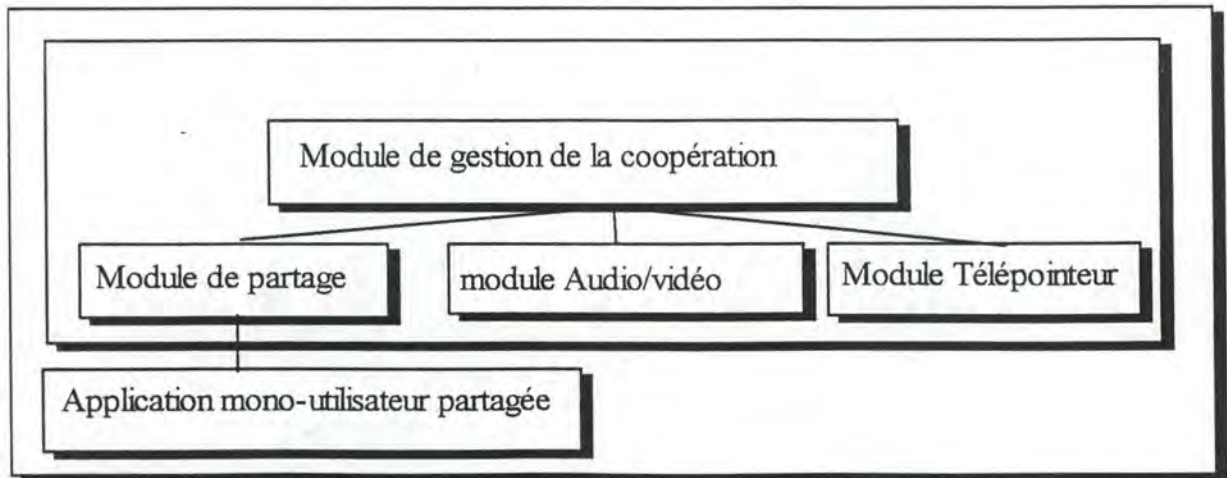 Module de gestion de la coopération
Module de partage
module Audio/vidéo
Module Télépointeur
Application mono-utilisateur partagée